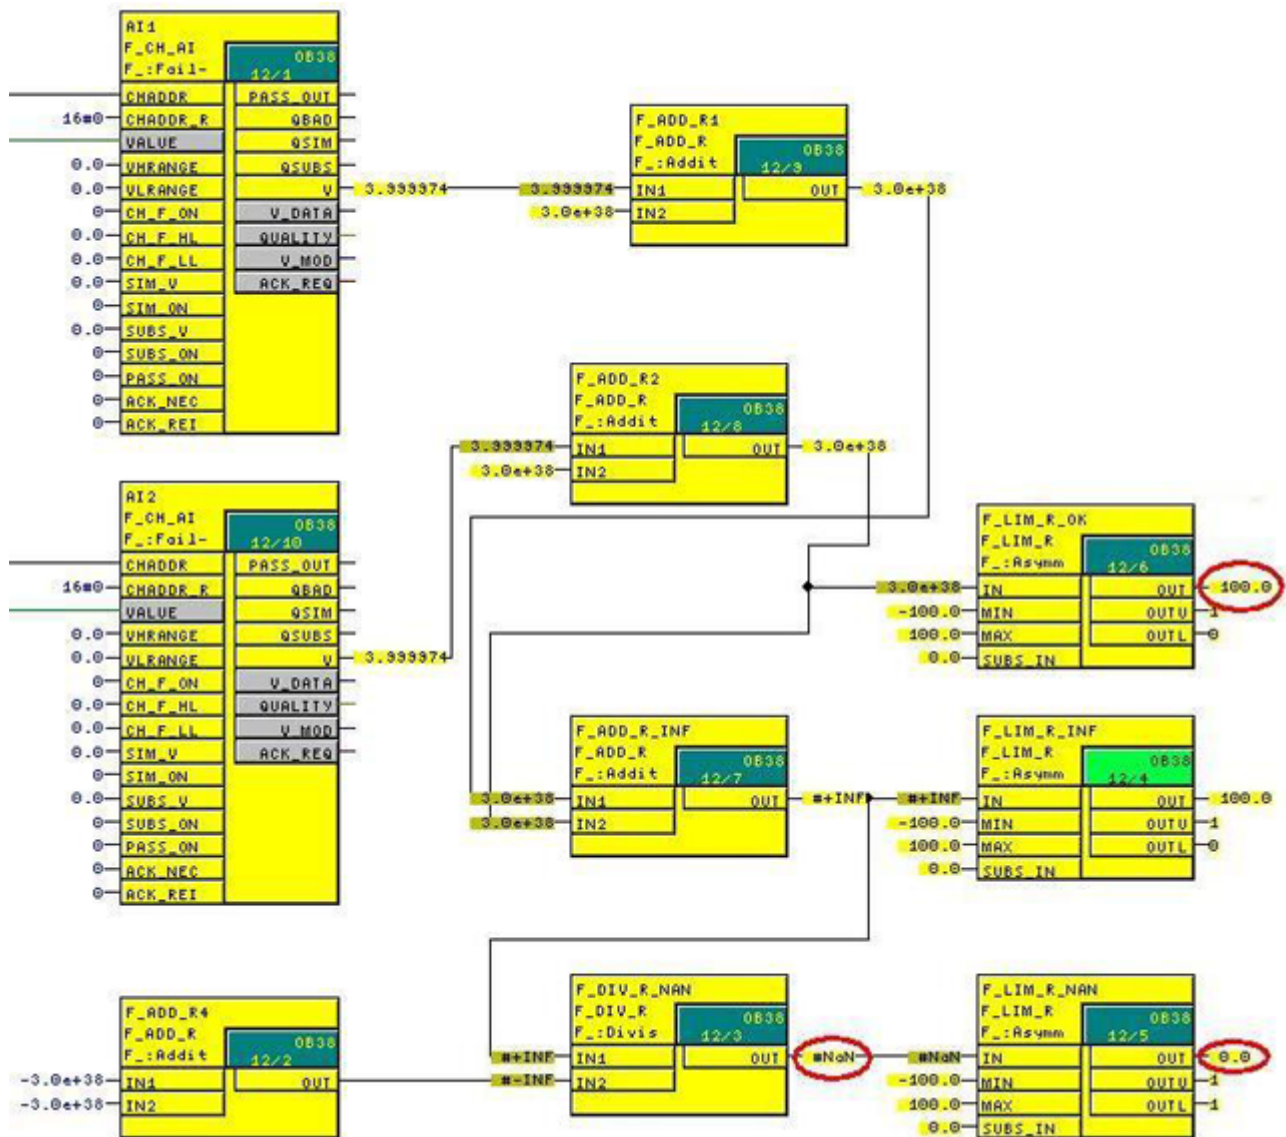 AI1
F_CH_AI
F_:Fail-
OB38
12/1
CHADDR PASS_OUT
16#0 CHADDR_R QBAD
VALUE QSIM
0.0 VHRANGE QSUBS
0.0 VLRANGE V 3.999974
0 CH_F_ON V_DATA
0.0 CH_F_HL QUALITY
0.0 CH_F_LL V_MOD
0.0 SIM_V ACK_REQ
0 SIM_ON
0.0 SUBS_V
0 SUBS_ON
0 PASS_ON
0 ACK_NEC
0 ACK_REI
F_ADD_R1
F_ADD_R
F_:Addit
OB38
12/9
3.999974 IN1 OUT 3.0e+38
3.0e+38 IN2
F_ADD_R2
F_ADD_R
F_:Addit
OB38
12/8
3.999974 IN1 OUT 3.0e+38
3.0e+38 IN2
AI2
F_CH_AI
F_:Fail-
OB38
12/10
CHADDR PASS_OUT
16#0 CHADDR_R QBAD
VALUE QSIM
0.0 VHRANGE QSUBS
0.0 VLRANGE V 3.999974
0 CH_F_ON V_DATA
0.0 CH_F_HL QUALITY
0.0 CH_F_LL V_MOD
0.0 SIM_V ACK_REQ
0 SIM_ON
0.0 SUBS_V
0 SUBS_ON
0 PASS_ON
0 ACK_NEC
0 ACK_REI
F_LIM_R_OK
F_LIM_R
F_:Asymm
OB38
12/6
3.0e+38 IN OUT 100.0
-100.0 MIN OUTU 1
100.0 MAX OUTL 0
0.0 SUBS_IN
F_ADD_R_INF
F_ADD_R
F_:Addit
OB38
12/7
3.0e+38 IN1 OUT #+INF
3.0e+38 IN2
F_LIM_R_INF
F_LIM_R
F_:Asymm
OB38
12/4
#+INF IN OUT 100.0
-100.0 MIN OUTU 1
100.0 MAX OUTL 0
0.0 SUBS_IN
F_ADD_R4
F_ADD_R
F_:Addit
OB38
12/2
-3.0e+38 IN1 OUT
-3.0e+38 IN2
F_DIV_R_NAN
F_DIV_R
F_:Divis
OB38
12/3
#+INF IN1 OUT #NaN
#-INF IN2
F_LIM_R_NAN
F_LIM_R
F_:Asymm
OB38
12/5
#NaN IN OUT 0.0
-100.0 MIN OUTU 1
100.0 MAX OUTL 1
0.0 SUBS_IN